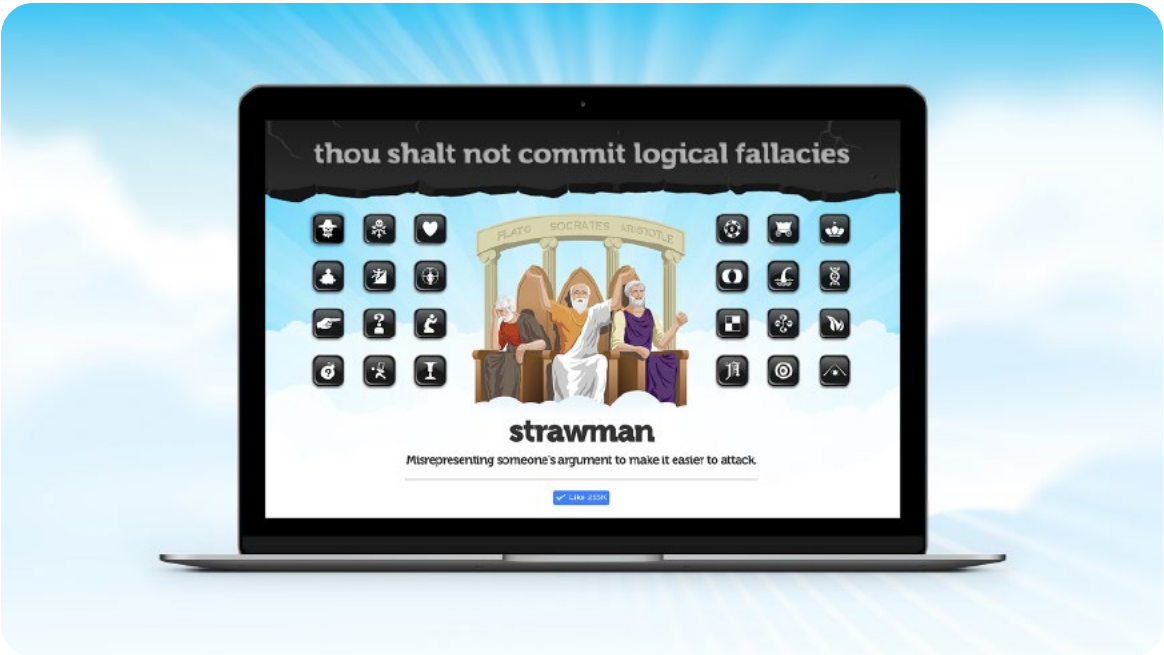 thou shalt not commit logical fallacies
PLATO SOCRATES ARISTOTLE
strawman
Misrepresenting someone's argument to make it easier to attack.
Like